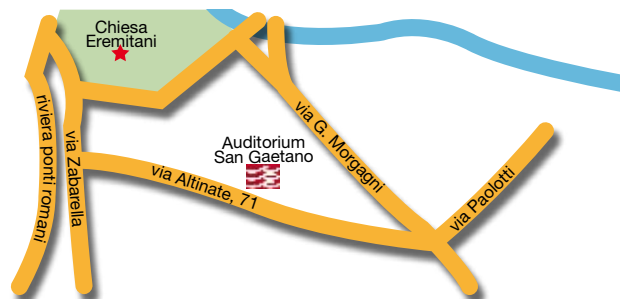 Chiesa
Eremitani
riviera ponti romani
via Zabarella
Auditorium
San Gaetano
via Altinate, 71
via G. Morgagni
via Paolotti